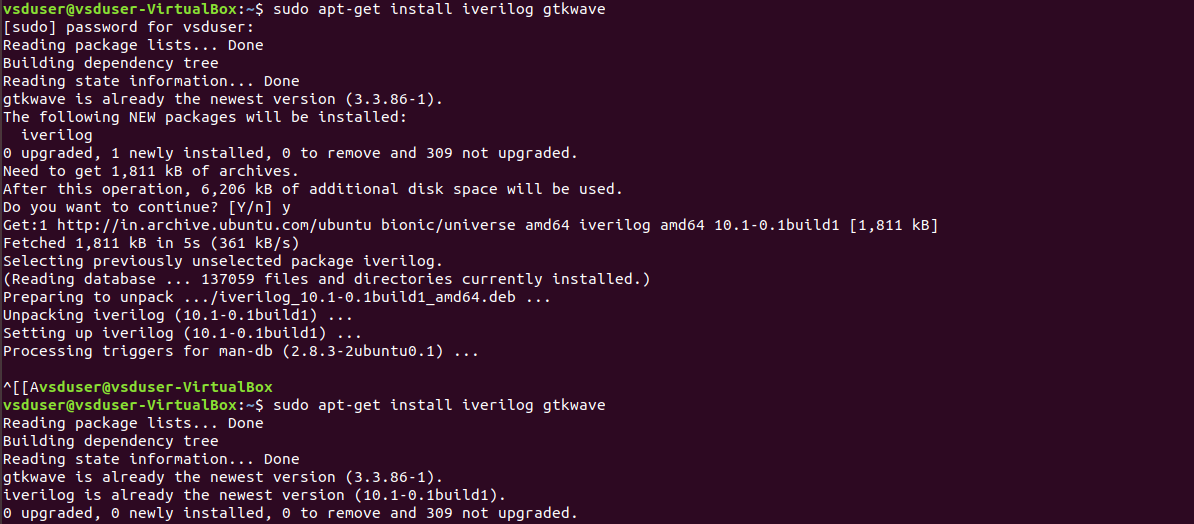 vsduser@vsduser-VirtualBox:~$ sudo apt-get install iverilog gtkwave
[sudo] password for vsduser:
Reading package lists... Done
Building dependency tree
Reading state information... Done
gtkwave is already the newest version (3.3.86-1).
The following NEW packages will be installed:
  iverilog
0 upgraded, 1 newly installed, 0 to remove and 309 not upgraded.
Need to get 1,811 kB of archives.
After this operation, 6,206 kB of additional disk space will be used.
Do you want to continue? [Y/n] y
Get:1 http://in.archive.ubuntu.com/ubuntu bionic/universe amd64 iverilog amd64 10.1-0.1build1 [1,811 kB]
Fetched 1,811 kB in 5s (361 kB/s)
Selecting previously unselected package iverilog.
(Reading database ... 137059 files and directories currently installed.)
Preparing to unpack .../iverilog_10.1-0.1build1_amd64.deb ...
Unpacking iverilog (10.1-0.1build1) ...
Setting up iverilog (10.1-0.1build1) ...
Processing triggers for man-db (2.8.3-2ubuntu0.1) ...
^[[Avsduser@vsduser-VirtualBox
vsduser@vsduser-VirtualBox:~$ sudo apt-get install iverilog gtkwave
Reading package lists... Done
Building dependency tree
Reading state information... Done
gtkwave is already the newest version (3.3.86-1).
iverilog is already the newest version (10.1-0.1build1).
0 upgraded, 0 newly installed, 0 to remove and 309 not upgraded.